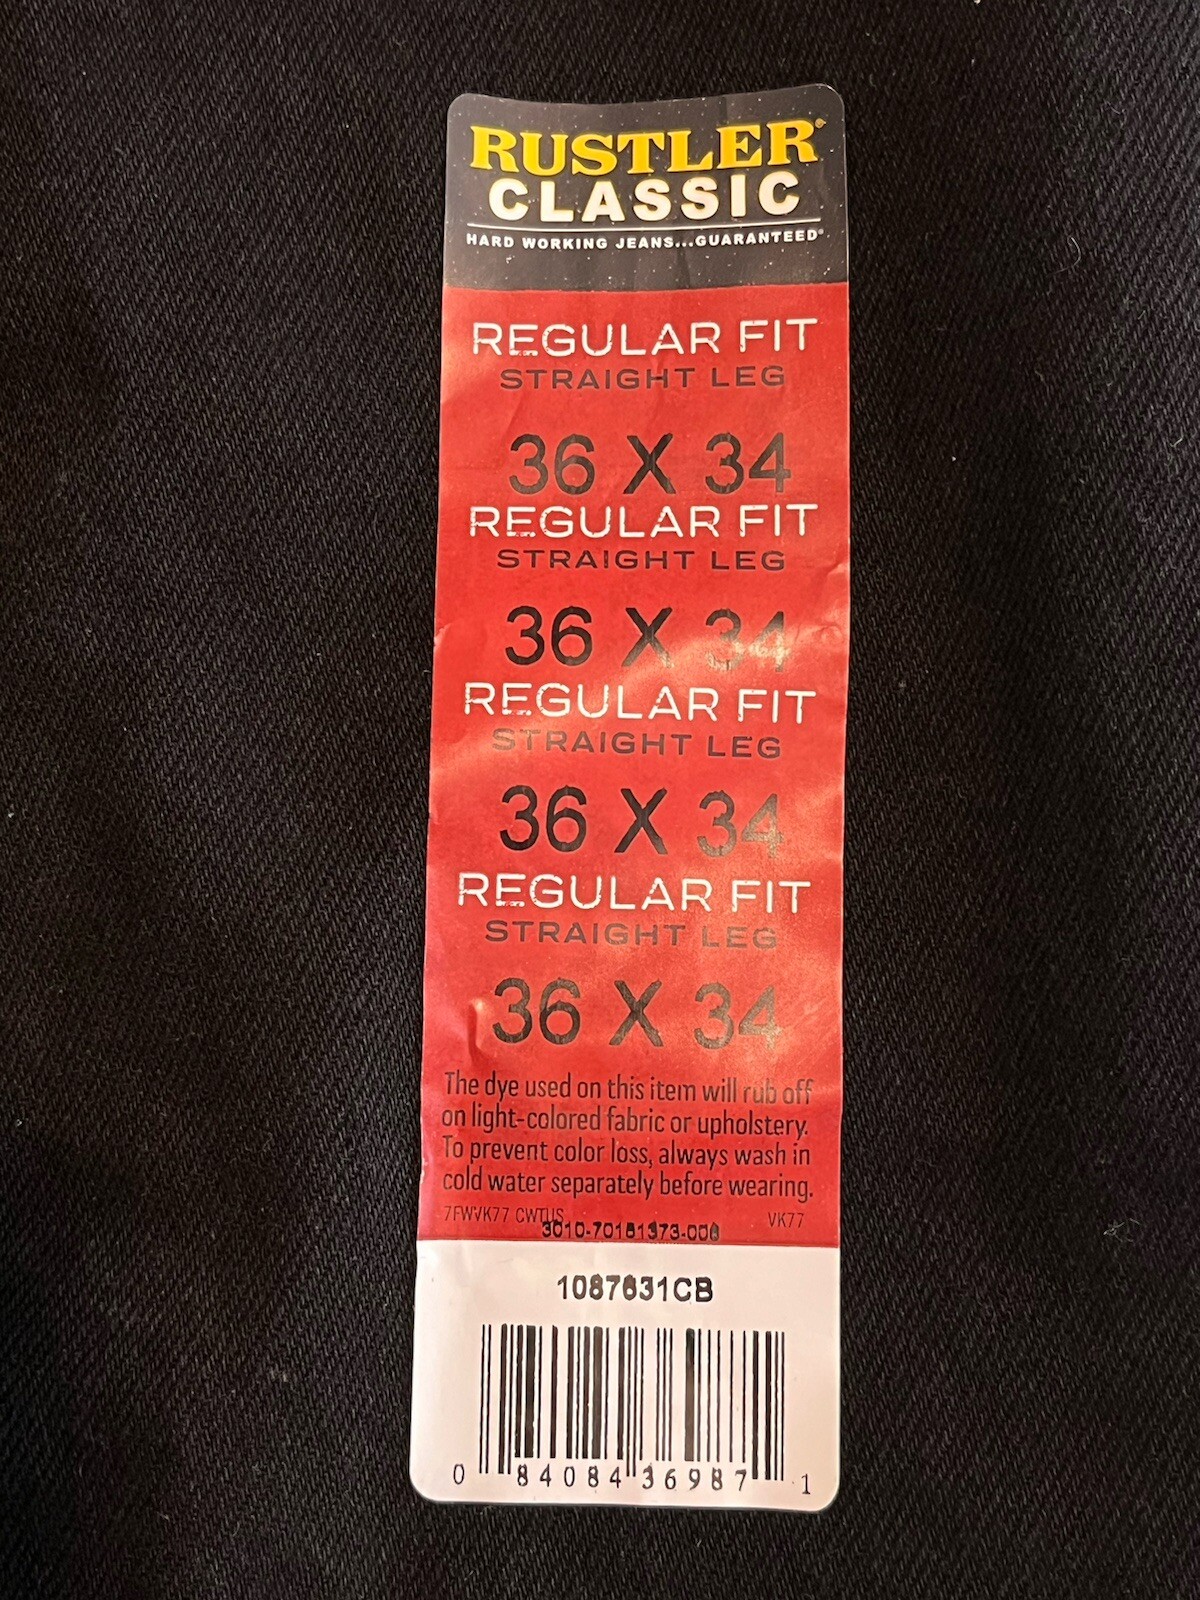 RUSTLER®
CLASSIC
HARD WORKING JEANS...GUARANTEED®
REGULAR FIT
STRAIGHT LEG
36 X 34
REGULAR FIT
STRAIGHT LEG
36 X 34
REGULAR FIT
STRAIGHT LEG
36 X 34
REGULAR FIT
STRAIGHT LEG
36 X 34
The dye used on this item will rub off
on light-colored fabric or upholstery.
To prevent color loss, always wash in
cold water separately before wearing.
7FWVK77 CWTUS VK77
1087631CB
0 84084 36987 1